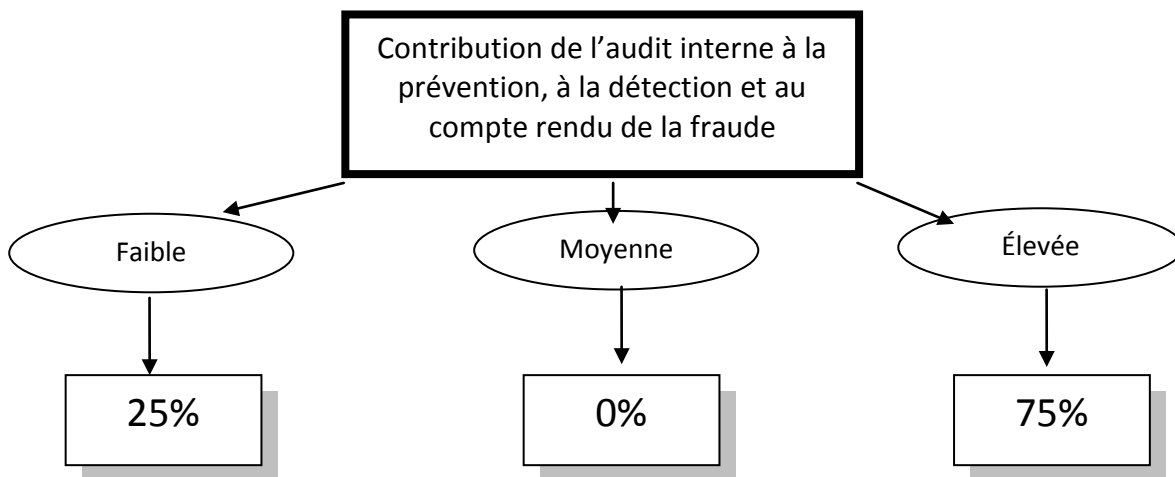 Contribution de l’audit interne à la
prévention, à la détection et au
compte rendu de la fraude
Faible
Moyenne
Élevée
25%
0%
75%